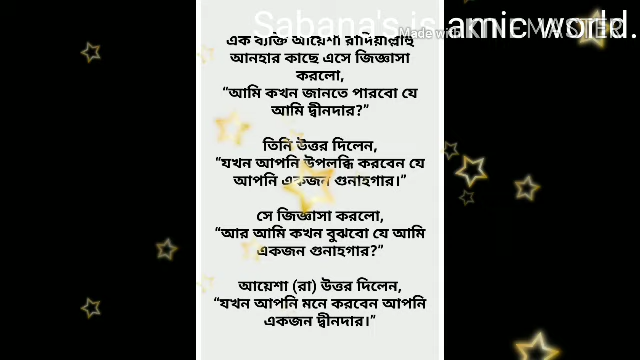 Sabana's islamic world.
Made with KINEMASTER
এক ব্যক্তি আয়েশা রাদিয়াল্লাহু
আনহার কাছে এসে জিজ্ঞাসা
করলো,
“আমি কখন জানতে পারবো যে
আমি দ্বীনদার?”
তিনি উত্তর দিলেন,
“যখন আপনি উপলব্ধি করবেন যে
আপনি একজন গুনাহগার।”
সে জিজ্ঞাসা করলো,
“আর আমি কখন বুঝবো যে আমি
একজন গুনাহগার?”
আয়েশা (রা) উত্তর দিলেন,
“যখন আপনি মনে করবেন আপনি
একজন দ্বীনদার।”